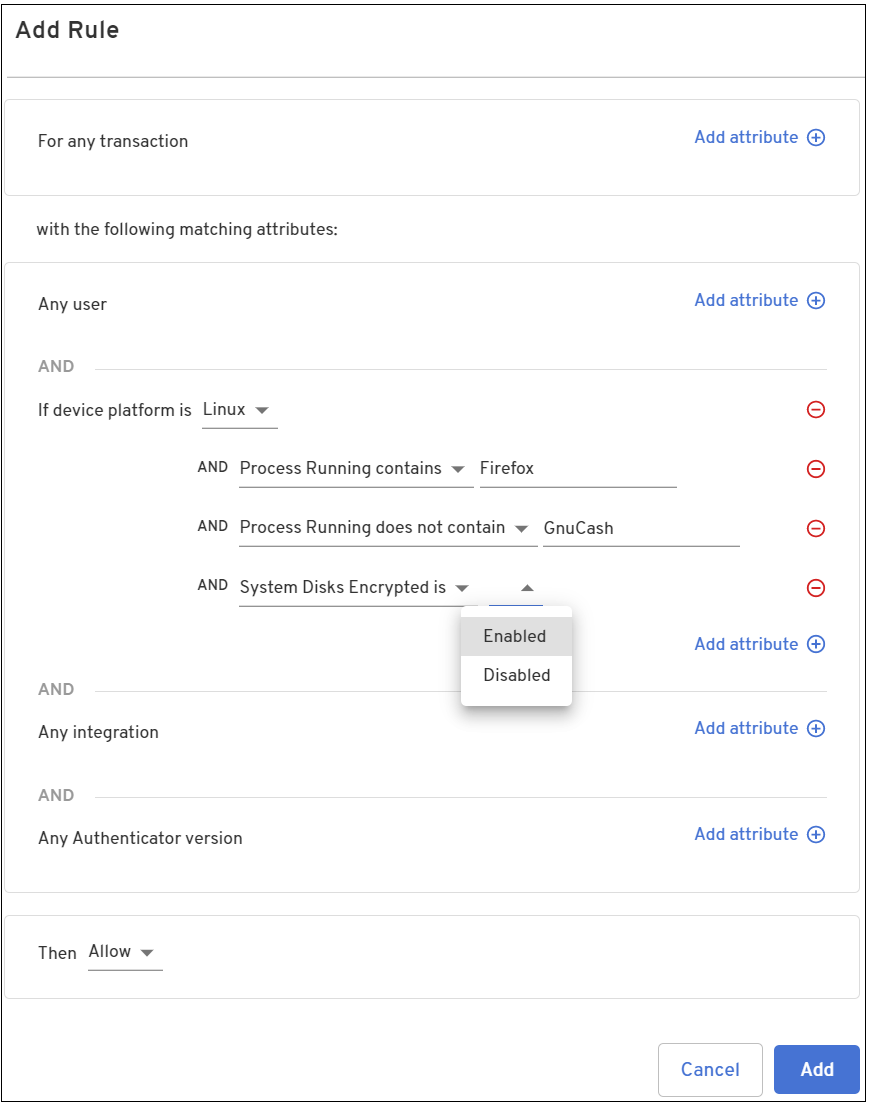 Add Rule
For any transaction
Add attribute
with the following matching attributes:
Any user
Add attribute
AND
If device platform is Linux
AND Process Running contains Firefox
AND Process Running does not contain GnuCash
AND System Disks Encrypted is
Enabled
Disabled
Add attribute
AND
Any integration
Add attribute
AND
Any Authenticator version
Add attribute
Then Allow
Cancel
Add